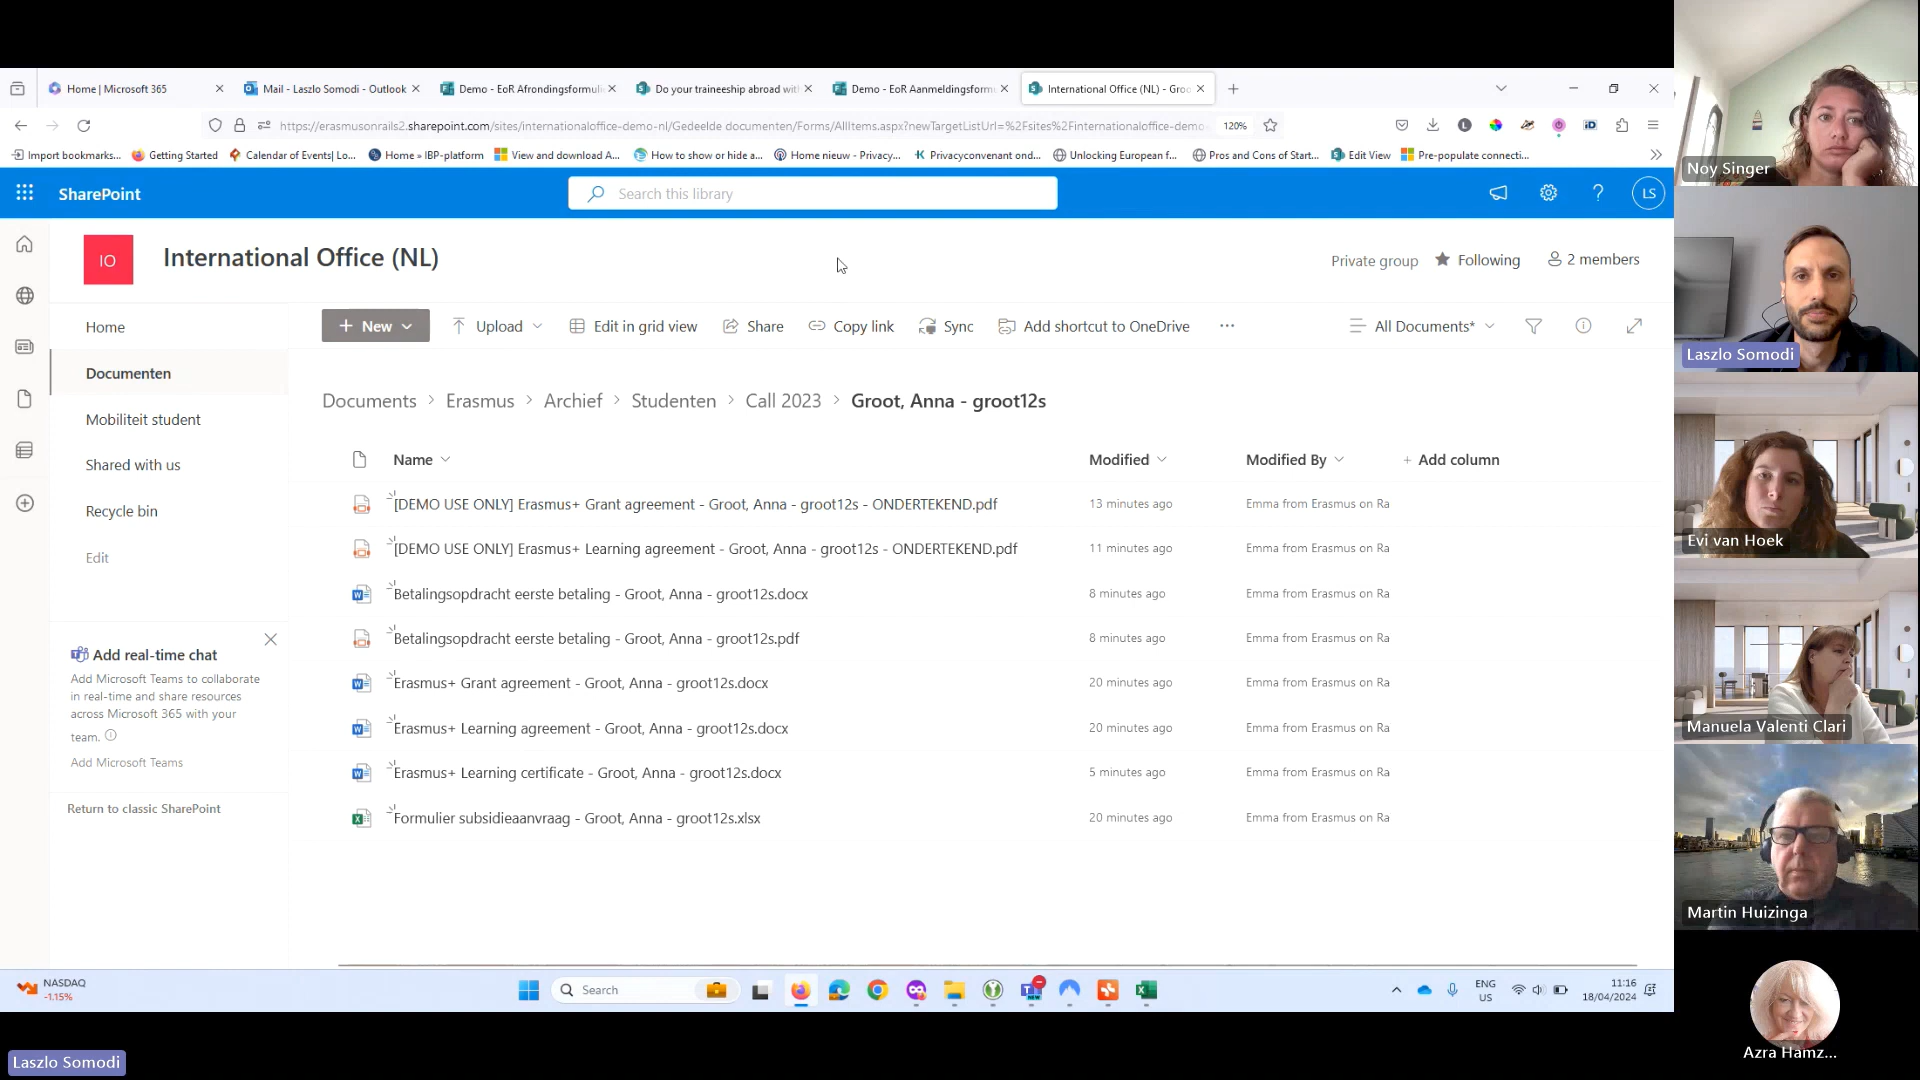 Home | Microsoft 365
Mail - Laszlo Somodi - Outlook
Demo - EoR Afrondingsformuli
Do your traineeship abroad wit
Demo - EoR Aanmeldingsform
International Office (NL) - Gro
https://erasmusonrails2.sharepoint.com/sites/internationaloffice-demo-nl/Gedeelde documenten/Forms/AllItems.aspx?newTargetListUrl=%2Fsites%2Finternationaloffice-demo-
120%
Import bookmarks...
Getting Started
Calendar of Events| Lo...
Home » IBP-platform
View and download A...
How to show or hide a...
Home nieuw - Privacy...
Privacyconvenant ond...
Unlocking European f...
Pros and Cons of Start...
Edit View
Pre-populate connecti...
SharePoint
Search this library
LS
IO
International Office (NL)
Private group
Following
2 members
Home
Documenten
Mobiliteit student
Shared with us
Recycle bin
Edit
New
Upload
Edit in grid view
Share
Copy link
Sync
Add shortcut to OneDrive
All Documents*
Documents > Erasmus > Archief > Studenten > Call 2023 > Groot, Anna - groot12s
Name
Modified
Modified By
+ Add column
[DEMO USE ONLY] Erasmus+ Grant agreement - Groot, Anna - groot12s - ONDERTEKEND.pdf
13 minutes ago
Emma from Erasmus on Ra
[DEMO USE ONLY] Erasmus+ Learning agreement - Groot, Anna - groot12s - ONDERTEKEND.pdf
11 minutes ago
Emma from Erasmus on Ra
Betalingsopdracht eerste betaling - Groot, Anna - groot12s.docx
8 minutes ago
Emma from Erasmus on Ra
Betalingsopdracht eerste betaling - Groot, Anna - groot12s.pdf
8 minutes ago
Emma from Erasmus on Ra
Erasmus+ Grant agreement - Groot, Anna - groot12s.docx
20 minutes ago
Emma from Erasmus on Ra
Erasmus+ Learning agreement - Groot, Anna - groot12s.docx
20 minutes ago
Emma from Erasmus on Ra
Erasmus+ Learning certificate - Groot, Anna - groot12s.docx
5 minutes ago
Emma from Erasmus on Ra
Formulier subsidieaanvraag - Groot, Anna - groot12s.xlsx
20 minutes ago
Emma from Erasmus on Ra
Add real-time chat
Add Microsoft Teams to collaborate
in real-time and share resources
across Microsoft 365 with your
team.
Add Microsoft Teams
Return to classic SharePoint
NASDAQ
-1.15%
Search
ENG
US
11:16
18/04/2024
Laszlo Somodi
Noy Singer
Laszlo Somodi
Evi van Hoek
Manuela Valenti Clari
Martin Huizinga
Azra Hamz...